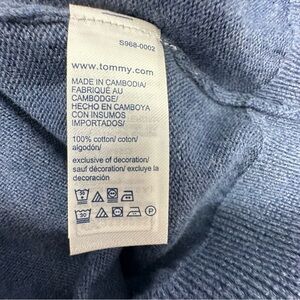 S968-0002
www.tommy.com
MADE IN CAMBODIA/
FABRIQUÉ AU
CAMBODGE/
HECHO EN CAMBOYA
CON INSUMOS
IMPORTADOS/
100% cotton/ coton/
algodón/
exclusive of decoration/
sauf décoration/ excluye la
decoración